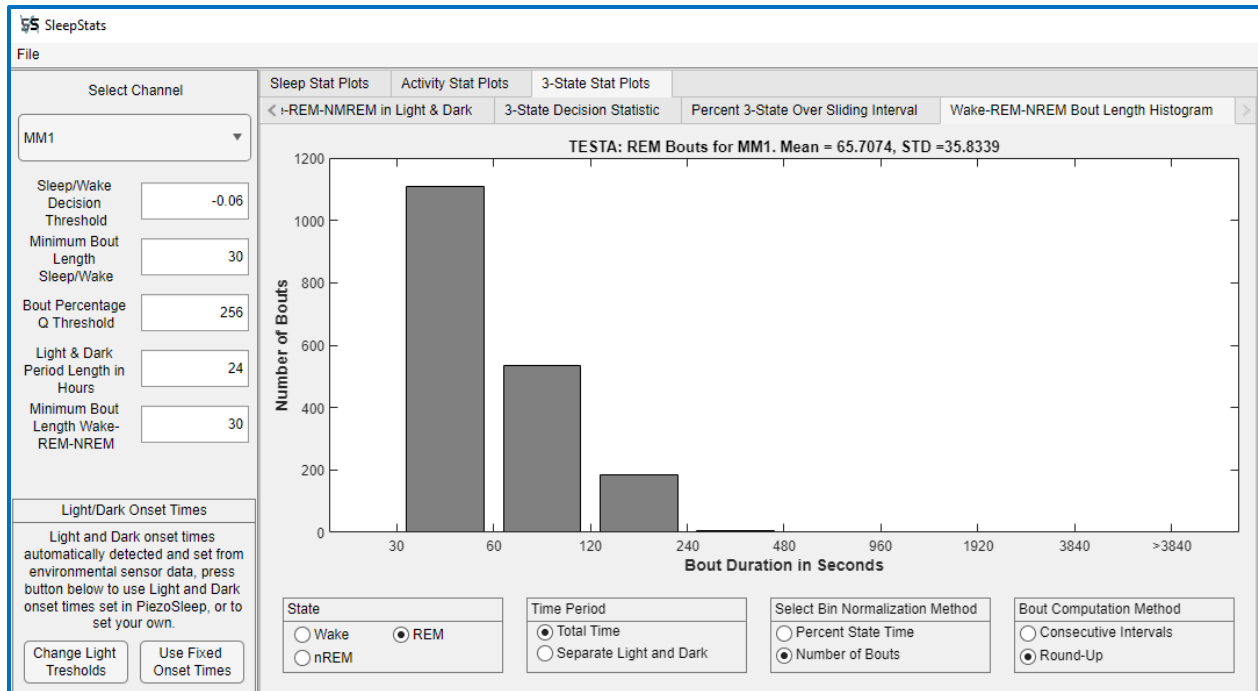 SleepStats
File
Select Channel
MM1
Sleep/Wake
Decision
Threshold
-0.06
Minimum Bout
Length
Sleep/Wake
30
Bout Percentage
Q Threshold
256
Light & Dark
Period Length in
Hours
24
Minimum Bout
Length Wake-
REM-NREM
30
Light/Dark Onset Times
Light and Dark onset times
automatically detected and set from
environmental sensor data, press
button below to use Light and Dark
onset times set in PiezoSleep, or to
set your own.
Change Light
Tresholds
Use Fixed
Onset Times
Sleep Stat Plots
Activity Stat Plots
3-State Stat Plots
-REM-NMREM in Light & Dark
3-State Decision Statistic
Percent 3-State Over Sliding Interval
Wake-REM-NREM Bout Length Histogram
TESTA: REM Bouts for MM1. Mean = 65.7074, STD =35.8339
Number of Bouts
1200
1000
800
600
400
200
0
30 60 120 240 480 960 1920 3840 >3840
Bout Duration in Seconds
State
Wake
REM
nREM
Time Period
Total Time
Separate Light and Dark
Select Bin Normalization Method
Percent State Time
Number of Bouts
Bout Computation Method
Consecutive Intervals
Round-Up